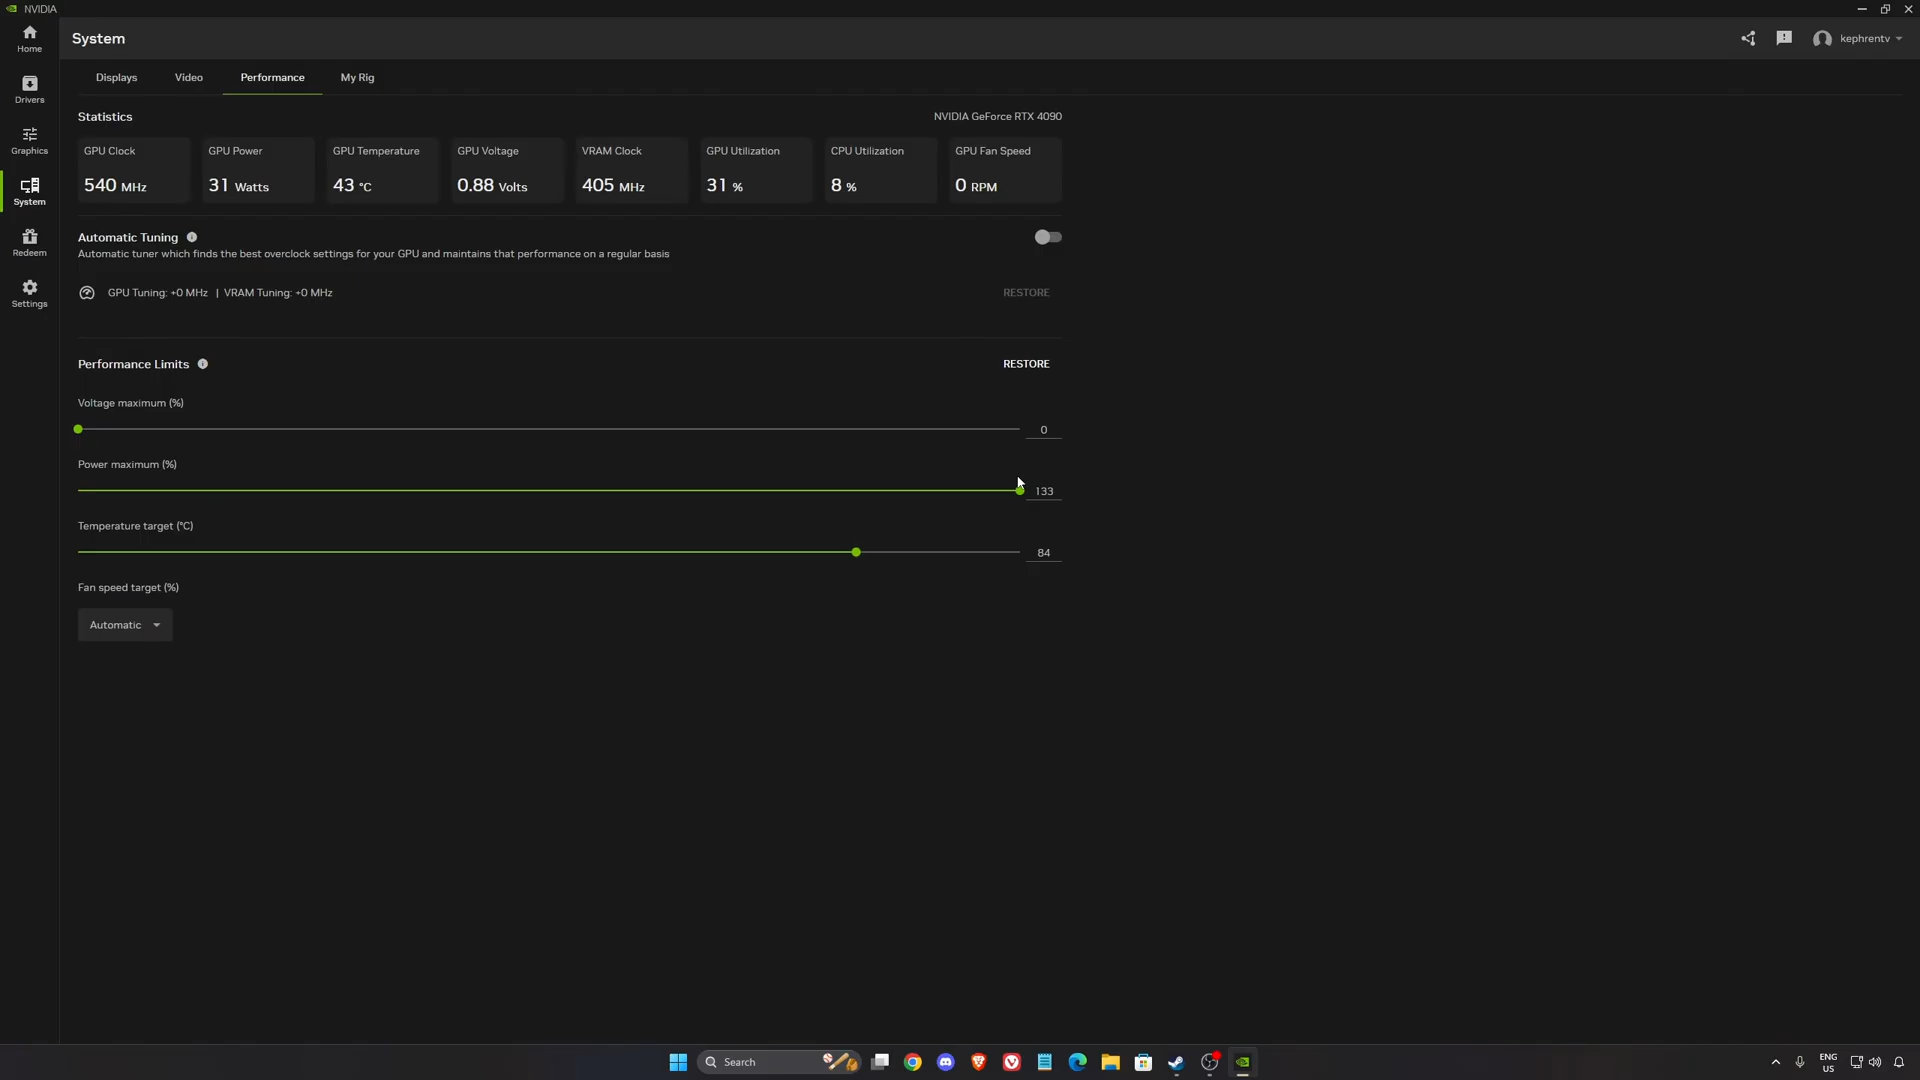 NVIDIA
Home
System
kephrentv
Displays
Video
Performance
My Rig
Drivers
Statistics
NVIDIA GeForce RTX 4090
Graphics
GPU Clock
540 MHz
GPU Power
31 Watts
GPU Temperature
43 °C
GPU Voltage
0.88 Volts
VRAM Clock
405 MHz
GPU Utilization
31 %
CPU Utilization
8 %
GPU Fan Speed
0 RPM
System
Redeem
Automatic Tuning
Automatic tuner which finds the best overclock settings for your GPU and maintains that performance on a regular basis
Settings
GPU Tuning: +0 MHz | VRAM Tuning: +0 MHz
RESTORE
Performance Limits
RESTORE
Voltage maximum (%)
0
Power maximum (%)
133
Temperature target (°C)
84
Fan speed target (%)
Automatic
Search
ENG
US